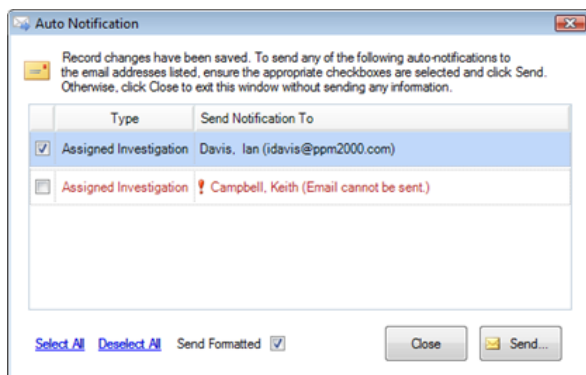 Auto Notification
Record changes have been saved. To send any of the following auto-notifications to
the email addresses listed, ensure the appropriate checkboxes are selected and click Send.
Otherwise, click Close to exit this window without sending any information.
Type Send Notification To
Assigned Investigation Davis, Ian (idavis@ppm2000.com)
Assigned Investigation Campbell, Keith (Email cannot be sent.)
Select All Deselect All Send Formatted Close Send...